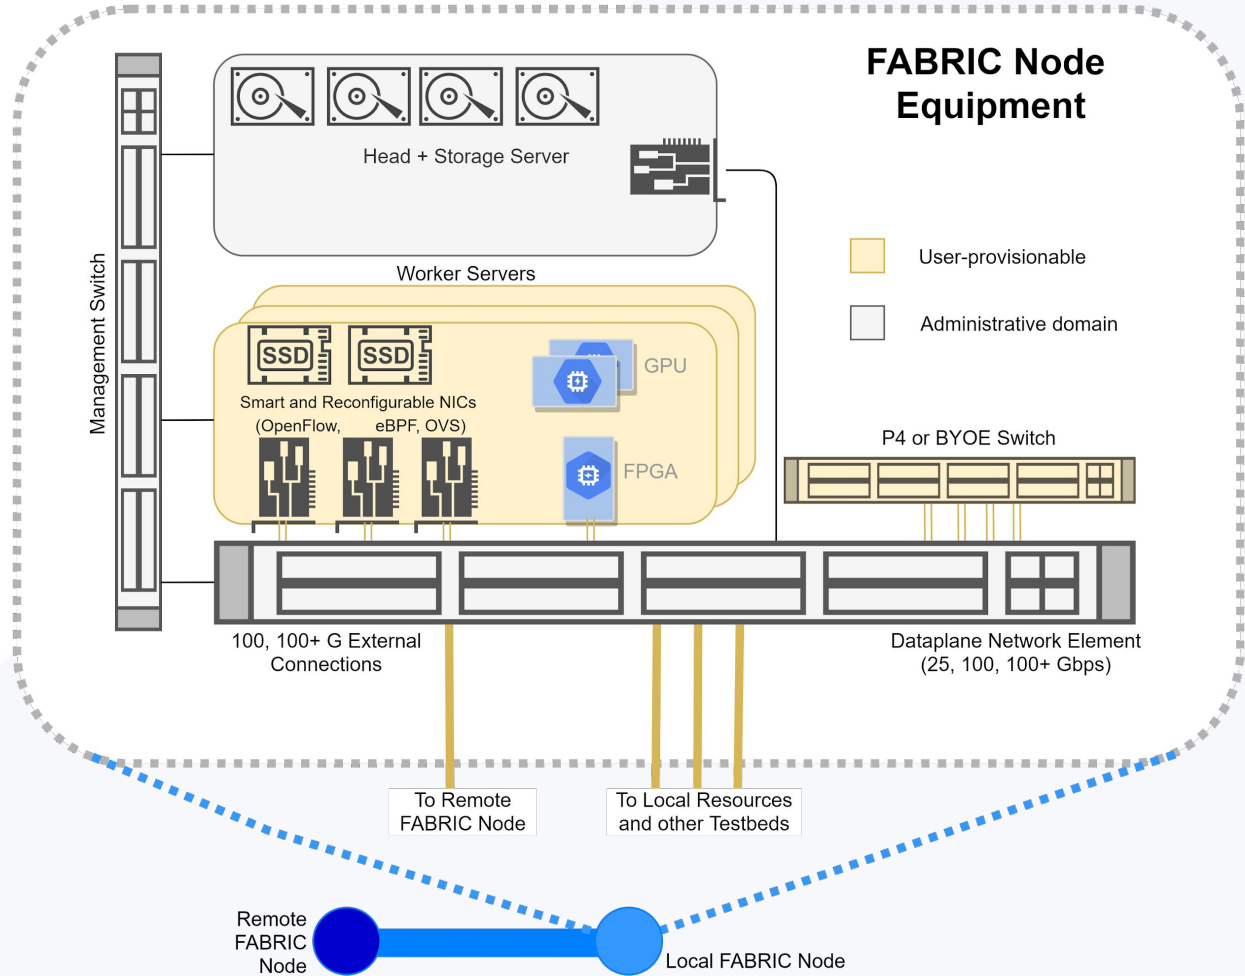 FABRIC Node
Equipment
Head + Storage Server
Management Switch
User-provisionable
Administrative domain
Worker Servers
SSD
SSD
GPU
Smart and Reconfigurable NICs
(OpenFlow, eBPF, OVS)
FPGA
P4 or BYOE Switch
100, 100+ G External
Connections
Dataplane Network Element
(25, 100, 100+ Gbps)
To Remote
FABRIC Node
To Local Resources
and other Testbeds
Remote
FABRIC
Node
Local FABRIC Node